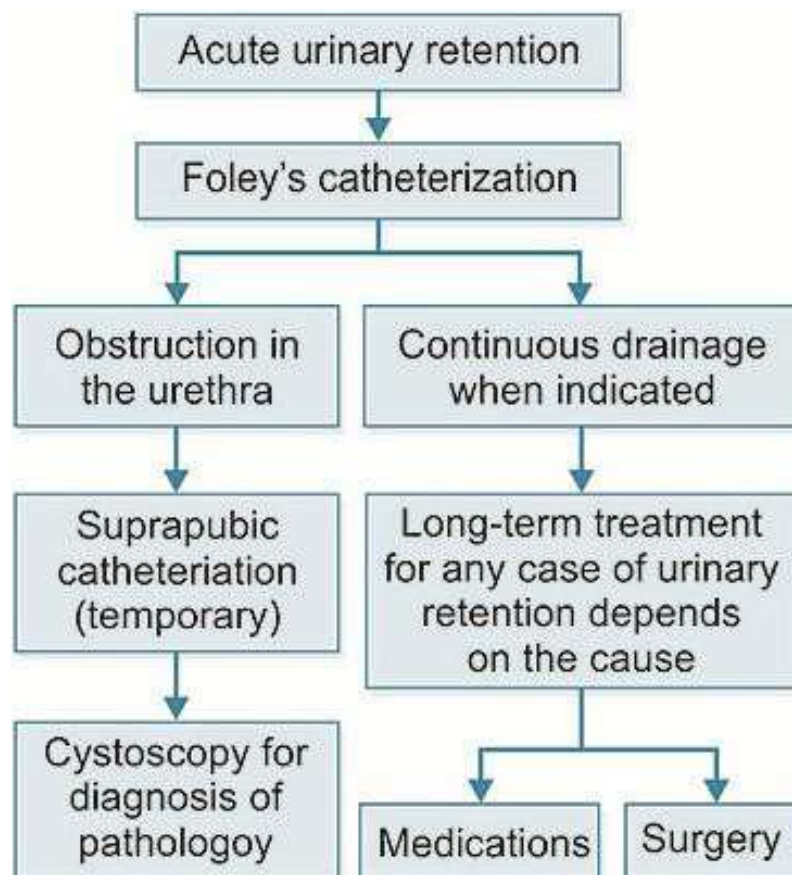 Acute urinary retention
Foley's catheterization
Obstruction in
the urethra
Suprapubic
catheteriation
(temporary)
Cystoscopy for
diagnosis of
pathologoy
Continuous drainage
when indicated
Long-term treatment
for any case of urinary
retention depends
on the cause
Medications
Surgery